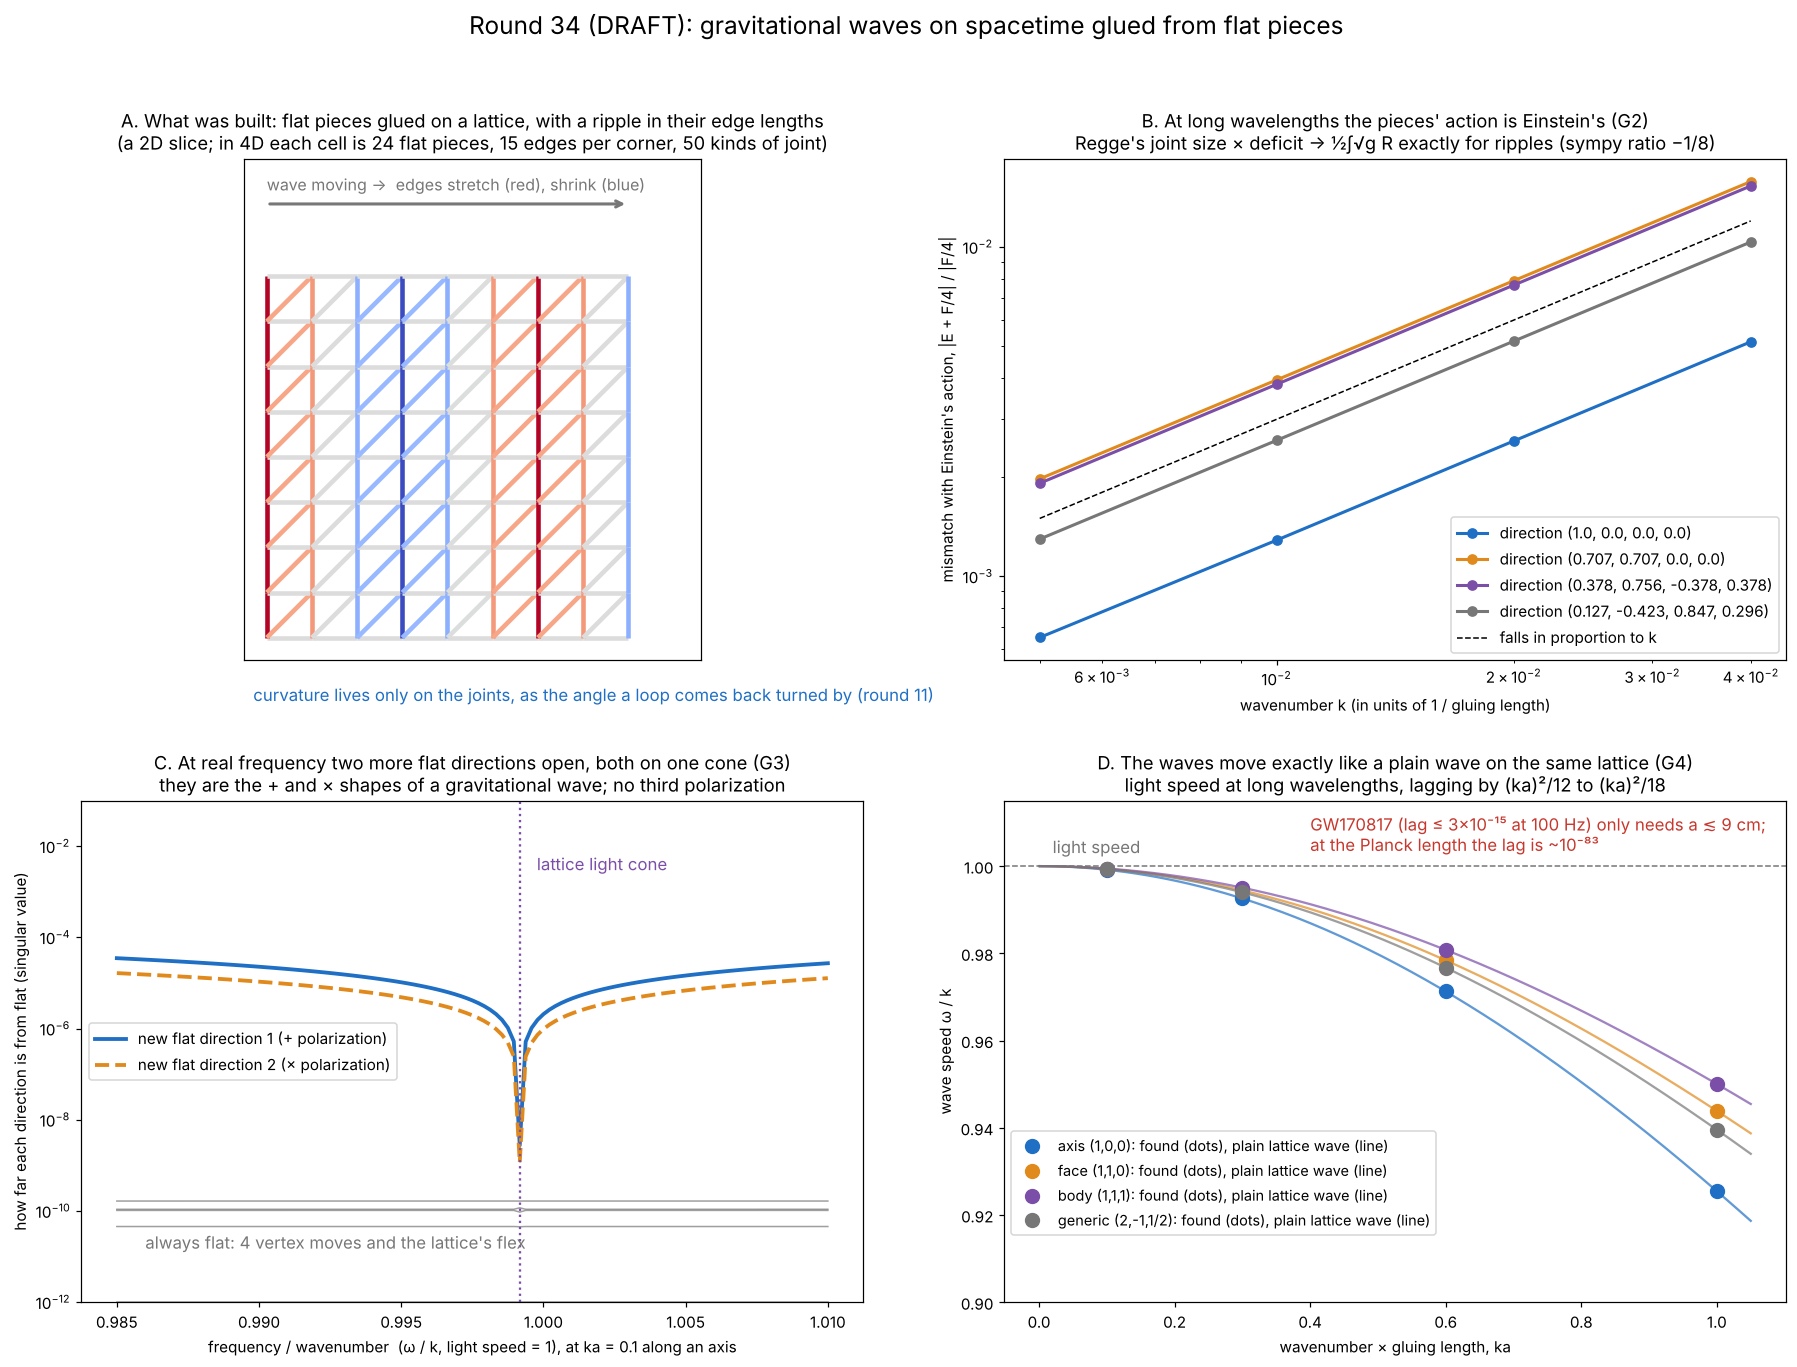 Round 34 (DRAFT): gravitational waves on spacetime glued from flat pieces
A. What was built: flat pieces glued on a lattice, with a ripple in their edge lengths
(a 2D slice; in 4D each cell is 24 flat pieces, 15 edges per corner, 50 kinds of joint)
wave moving → edges stretch (red), shrink (blue)
curvature lives only on the joints, as the angle a loop comes back turned by (round 11)
B. At long wavelengths the pieces' action is Einstein's (G2)
Regge's joint size × deficit → ½∫√g R exactly for ripples (sympy ratio −1/8)
mismatch with Einstein's action, |E + F/4| / |F/4|
10⁻²
10⁻³
direction (1.0, 0.0, 0.0, 0.0)
direction (0.707, 0.707, 0.0, 0.0)
direction (0.378, 0.756, -0.378, 0.378)
direction (0.127, -0.423, 0.847, 0.296)
falls in proportion to k
6 × 10⁻³ 10⁻² 2 × 10⁻² 3 × 10⁻² 4 × 10⁻²
wavenumber k (in units of 1 / gluing length)
C. At real frequency two more flat directions open, both on one cone (G3)
they are the + and × shapes of a gravitational wave; no third polarization
how far each direction is from flat (singular value)
10⁻²
10⁻⁴
10⁻⁶
10⁻⁸
10⁻¹⁰
10⁻¹²
lattice light cone
new flat direction 1 (+ polarization)
new flat direction 2 (× polarization)
always flat: 4 vertex moves and the lattice's flex
0.985 0.990 0.995 1.000 1.005 1.010
frequency / wavenumber (ω / k, light speed = 1), at ka = 0.1 along an axis
D. The waves move exactly like a plain wave on the same lattice (G4)
light speed at long wavelengths, lagging by (ka)²/12 to (ka)²/18
GW170817 (lag ≤ 3×10⁻¹⁵ at 100 Hz) only needs a ≲ 9 cm;
at the Planck length the lag is ~10⁻⁸³
light speed
wave speed ω / k
1.00
0.98
0.96
0.94
0.92
0.90
axis (1,0,0): found (dots), plain lattice wave (line)
face (1,1,0): found (dots), plain lattice wave (line)
body (1,1,1): found (dots), plain lattice wave (line)
generic (2,-1,1/2): found (dots), plain lattice wave (line)
0.0 0.2 0.4 0.6 0.8 1.0
wavenumber × gluing length, ka